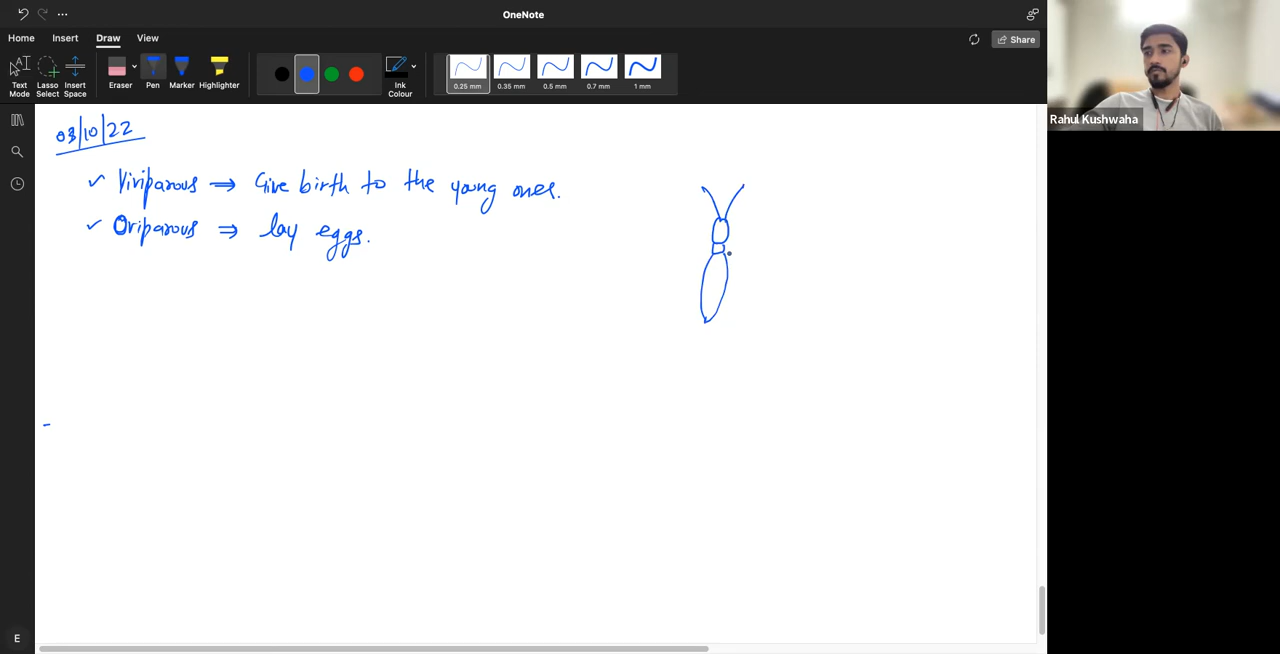 OneNote
Home Insert Draw View
Share
Text Mode
Lasso Select
Insert Space
Eraser
Pen
Marker
Highlighter
Ink Colour
0.25 mm
0.35 mm
0.5 mm
0.7 mm
1 mm
Rahul Kushwaha
03/10/22
✓ Viviparous ⇒ Give birth to the young ones.
✓ Oviparous ⇒ lay eggs.
E